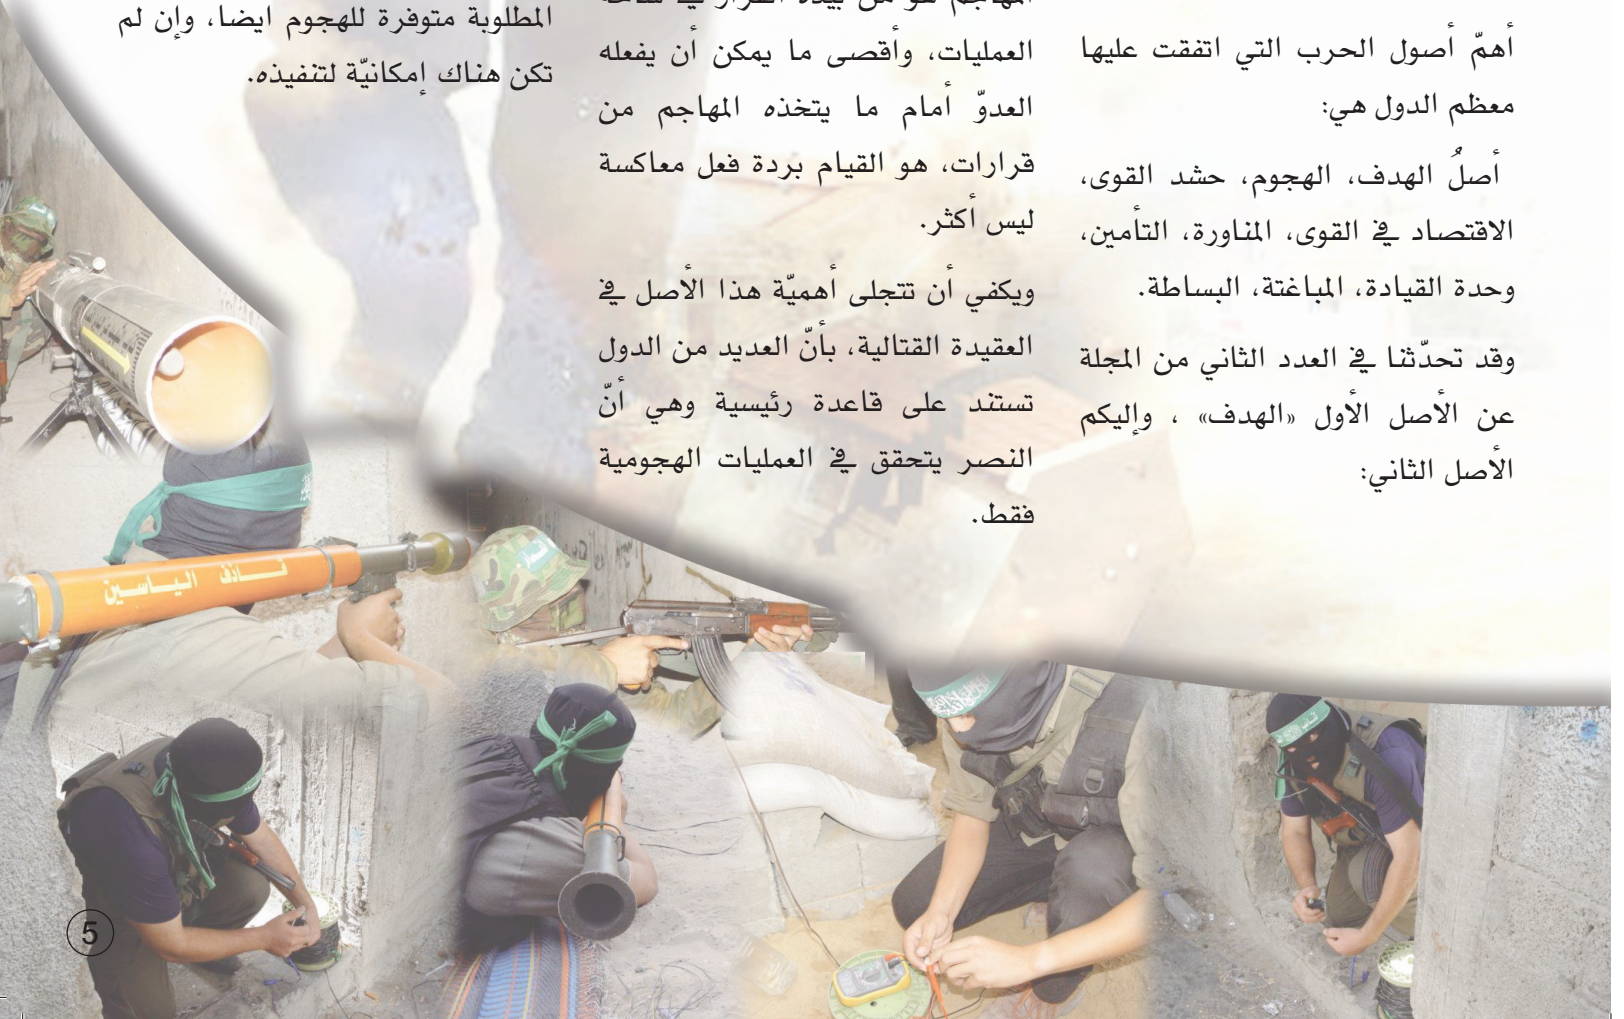 أهمّ أصول الحرب التي اتفقت عليها
معظم الدول هي:
أصلُ الهدف، الهجوم، حشد القوى،
الاقتصاد في القوى، المناورة، التأمين،
وحدة القيادة، المباغتة، البساطة.
وقد تحدّثنا في العدد الثاني من المجلة
عن الأصل الأول «الهدف» ، وإليكم
الأصل الثاني:
العمليات، وأقصى ما يمكن أن يفعله
العدوّ أمام ما يتخذه المهاجم من
قرارات، هو القيام بردة فعل معاكسة
ليس أكثر.
ويكفي أن تتجلى أهميّة هذا الأصل في
العقيدة القتالية، بأنّ العديد من الدول
تستند على قاعدة رئيسية وهي أنّ
النصر يتحقق في العمليات الهجومية
فقط.
المطلوبة متوفرة للهجوم ايضا، وإن لم
تكن هناك إمكانيّة لتنفيذه.
قاذف الياسين
5